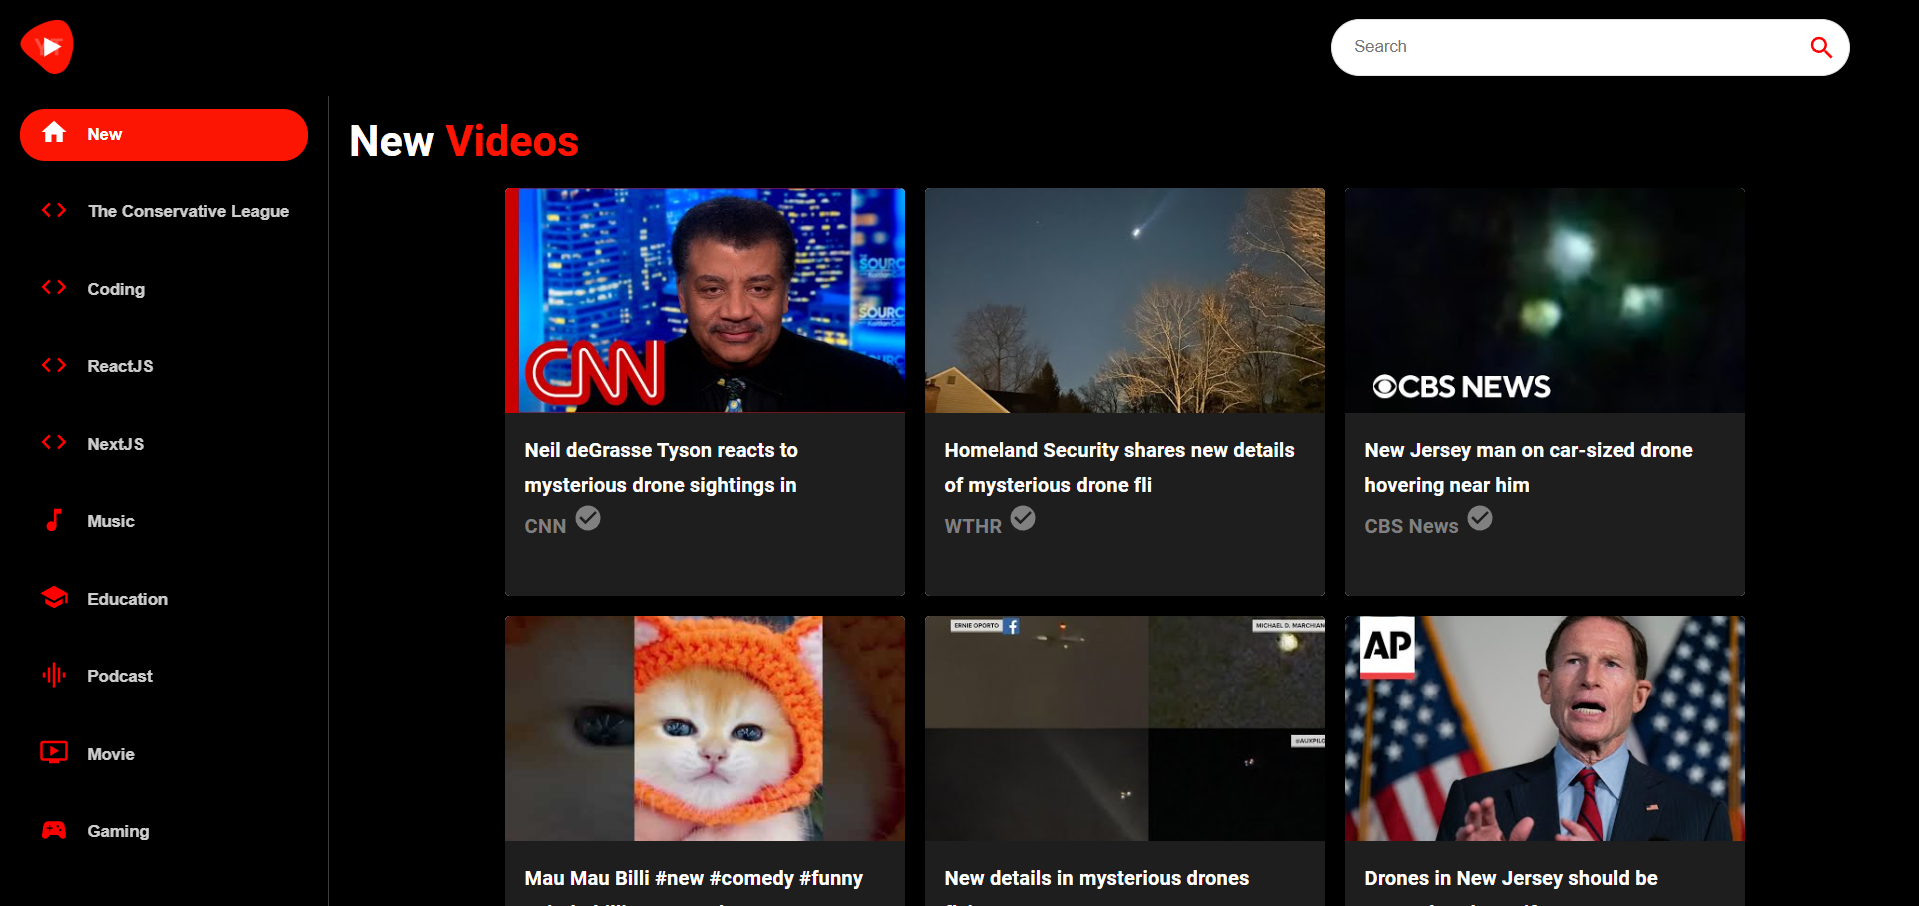 YT
Search
New
The Conservative League
Coding
ReactJS
NextJS
Music
Education
Podcast
Movie
Gaming
New Videos
SOURC
SOURC
CNN
Neil deGrasse Tyson reacts to
mysterious drone sightings in
CNN
Homeland Security shares new details
of mysterious drone fli
WTHR
CBS NEWS
New Jersey man on car-sized drone
hovering near him
CBS News
Mau Mau Billi #new #comedy #funny
ERNIE OPORTO
MICHAEL D. MARCHIAN
New details in mysterious drones
AP
Drones in New Jersey should be